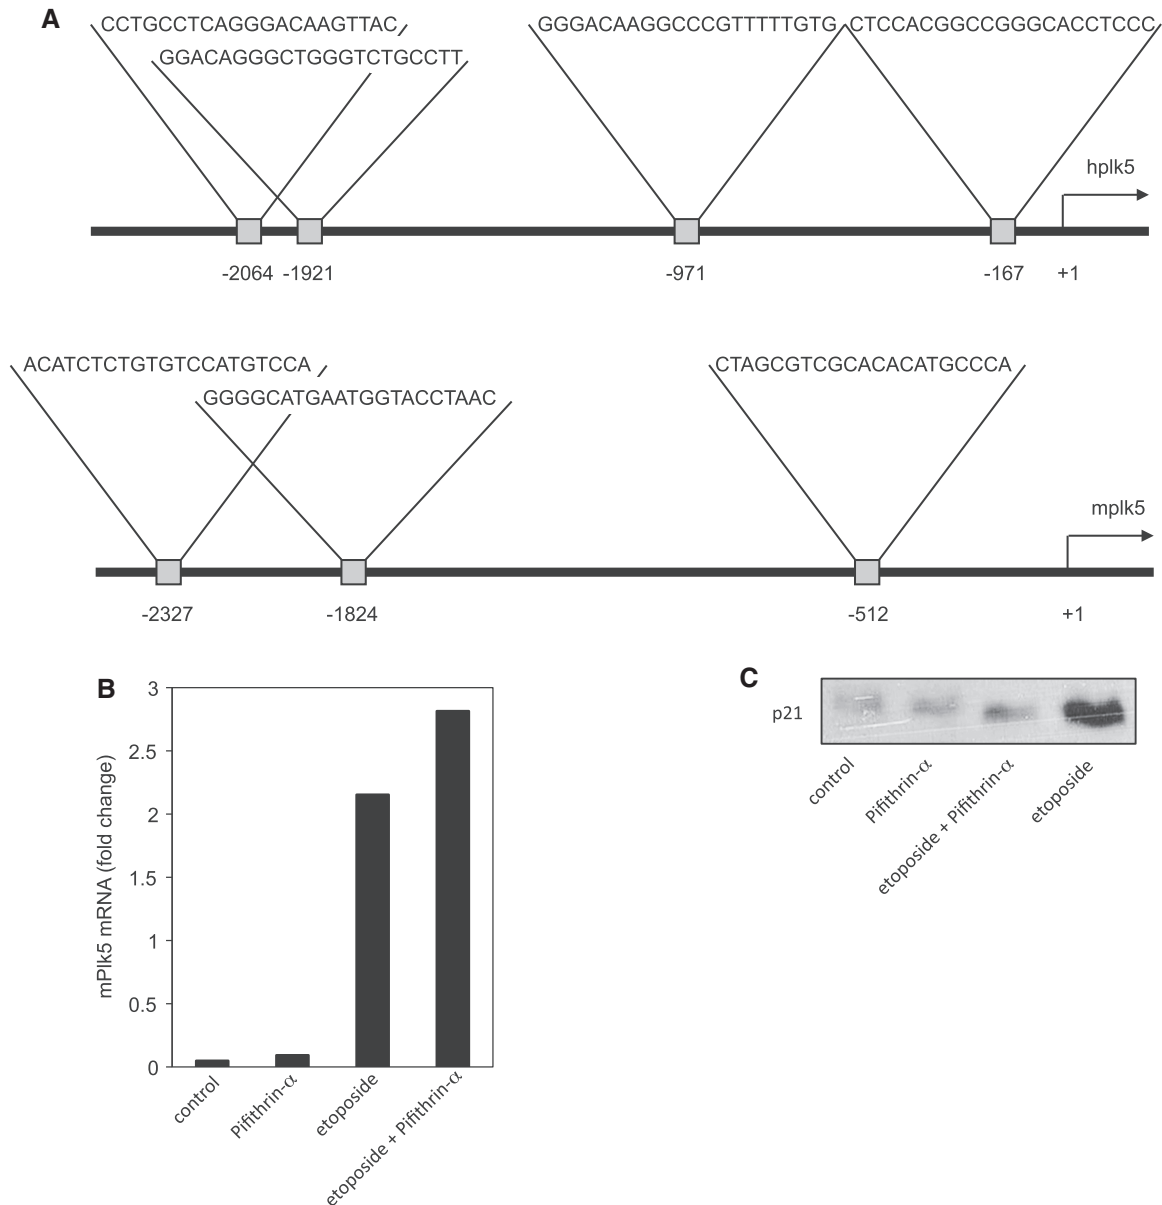 A
CCTGCCTCAGGGACAAGTTAC
GGACAGGGCTGGGTCTGCCTT
GGGACAAGGCCCGTTTTTGTG
CTCCACGGCCGGGCACCTCCC
hplk5
-2064
-1921
-971
-167
+1
ACATCTCTGTGTCCATGTCCA
GGGGCATGAATGGTACCTAAC
CTAGCGTCGCACACATGCCCA
mplk5
-2327
-1824
-512
+1
B
mPlk5 mRNA (fold change)
3
2.5
2
1.5
1
0.5
0
control
Pifithrin-α
etoposide
etoposide + Pifithrin-α
C
p21
control
Pifithrin-α
etoposide + Pifithrin-α
etoposide